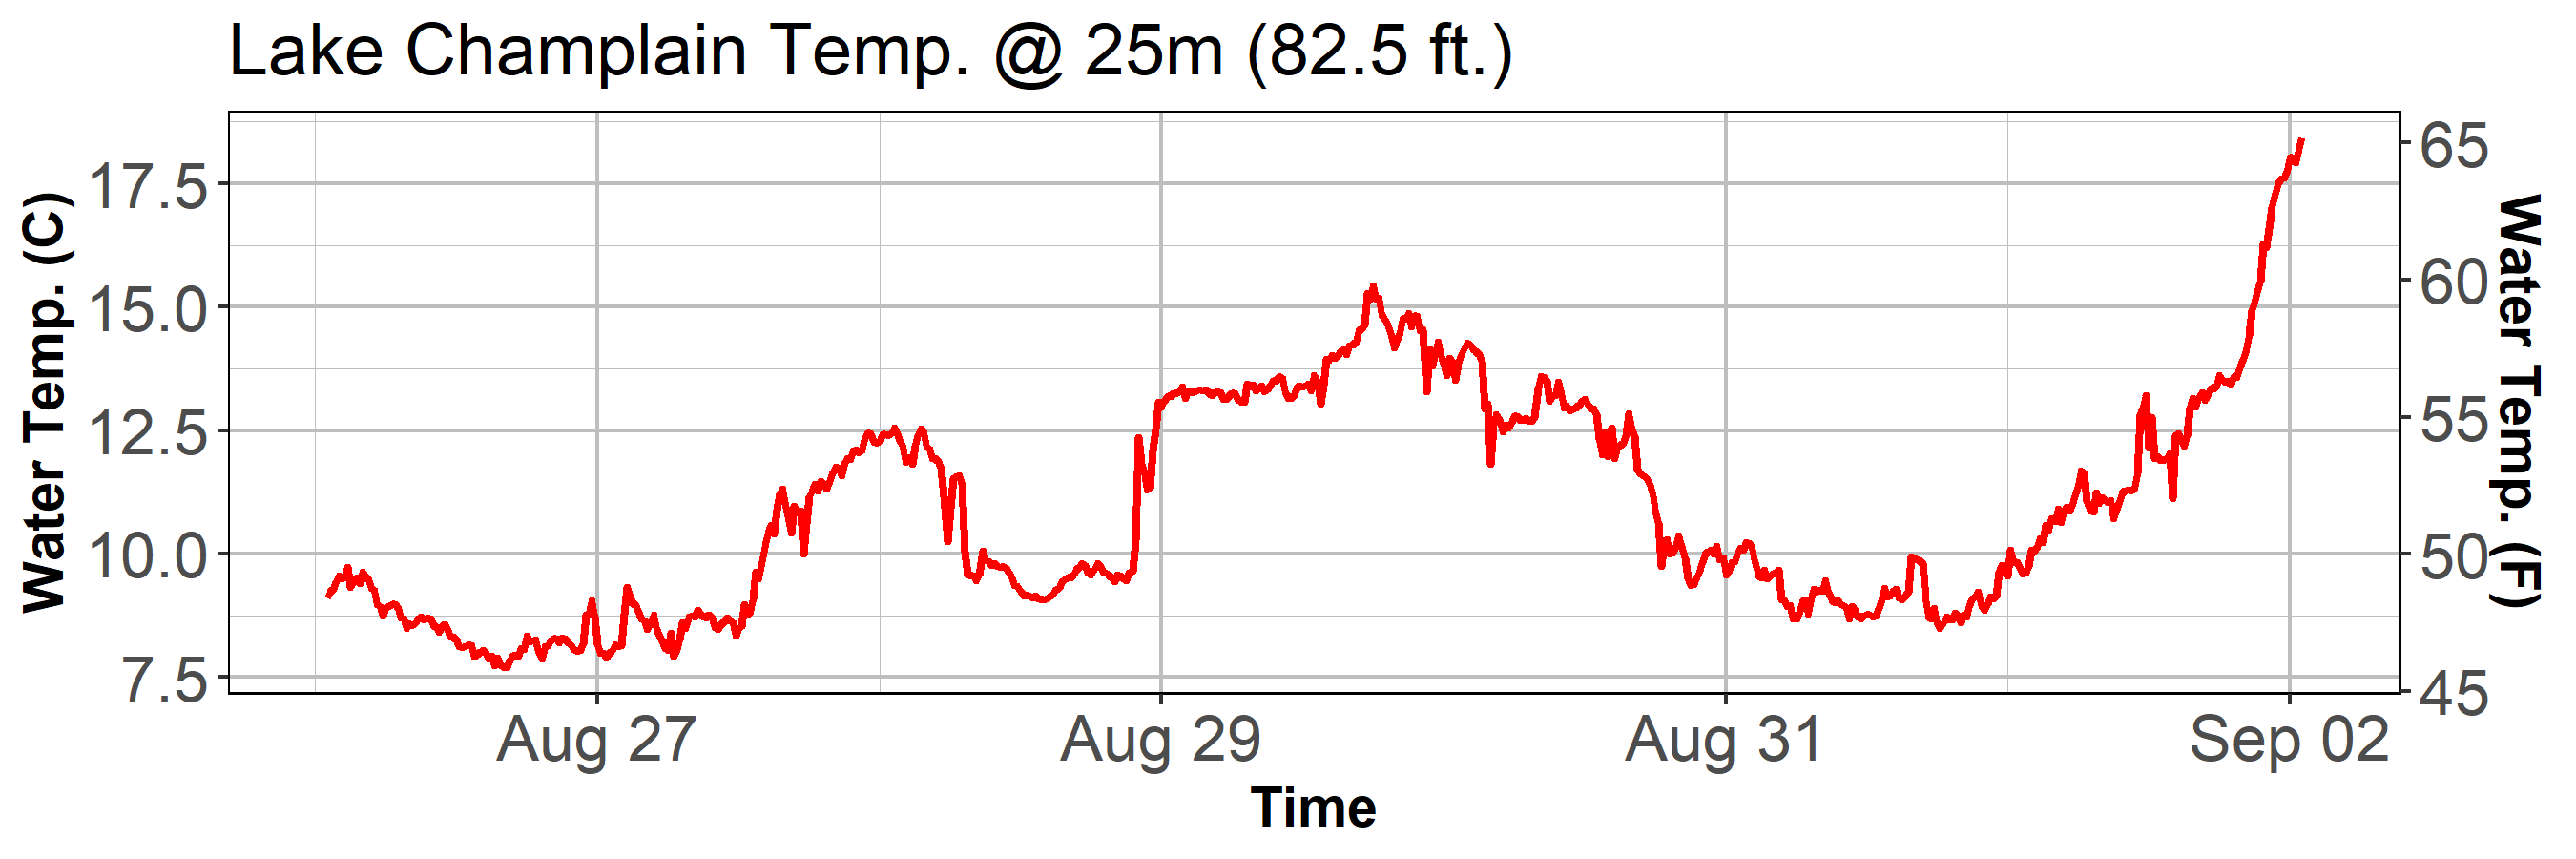 Lake Champlain Temp. @ 25m (82.5 ft.)
Water Temp. (C)
17.5
15.0
12.5
10.0
7.5
65
60
55
50
45
Water Temp. (F)
Aug 27 Aug 29 Aug 31 Sep 02
Time